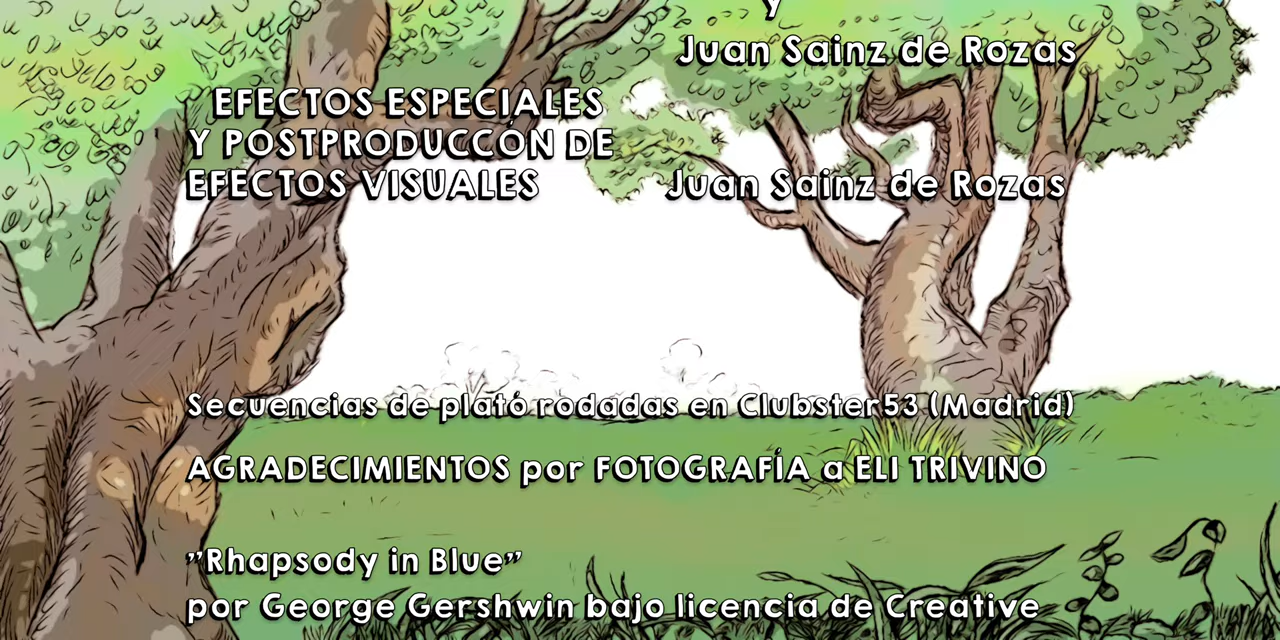 y
Juan Sainz de Rozas
EFECTOS ESPECIALES
Y POSTPRODUCCÓN DE
EFECTOS VISUALES Juan Sainz de Rozas
Secuencias de plató rodadas en Clubster53 (Madrid)
AGRADECIMIENTOS por FOTOGRAFÍA a ELI TRIVINO
"Rhapsody in Blue"
por George Gershwin bajo licencia de Creative